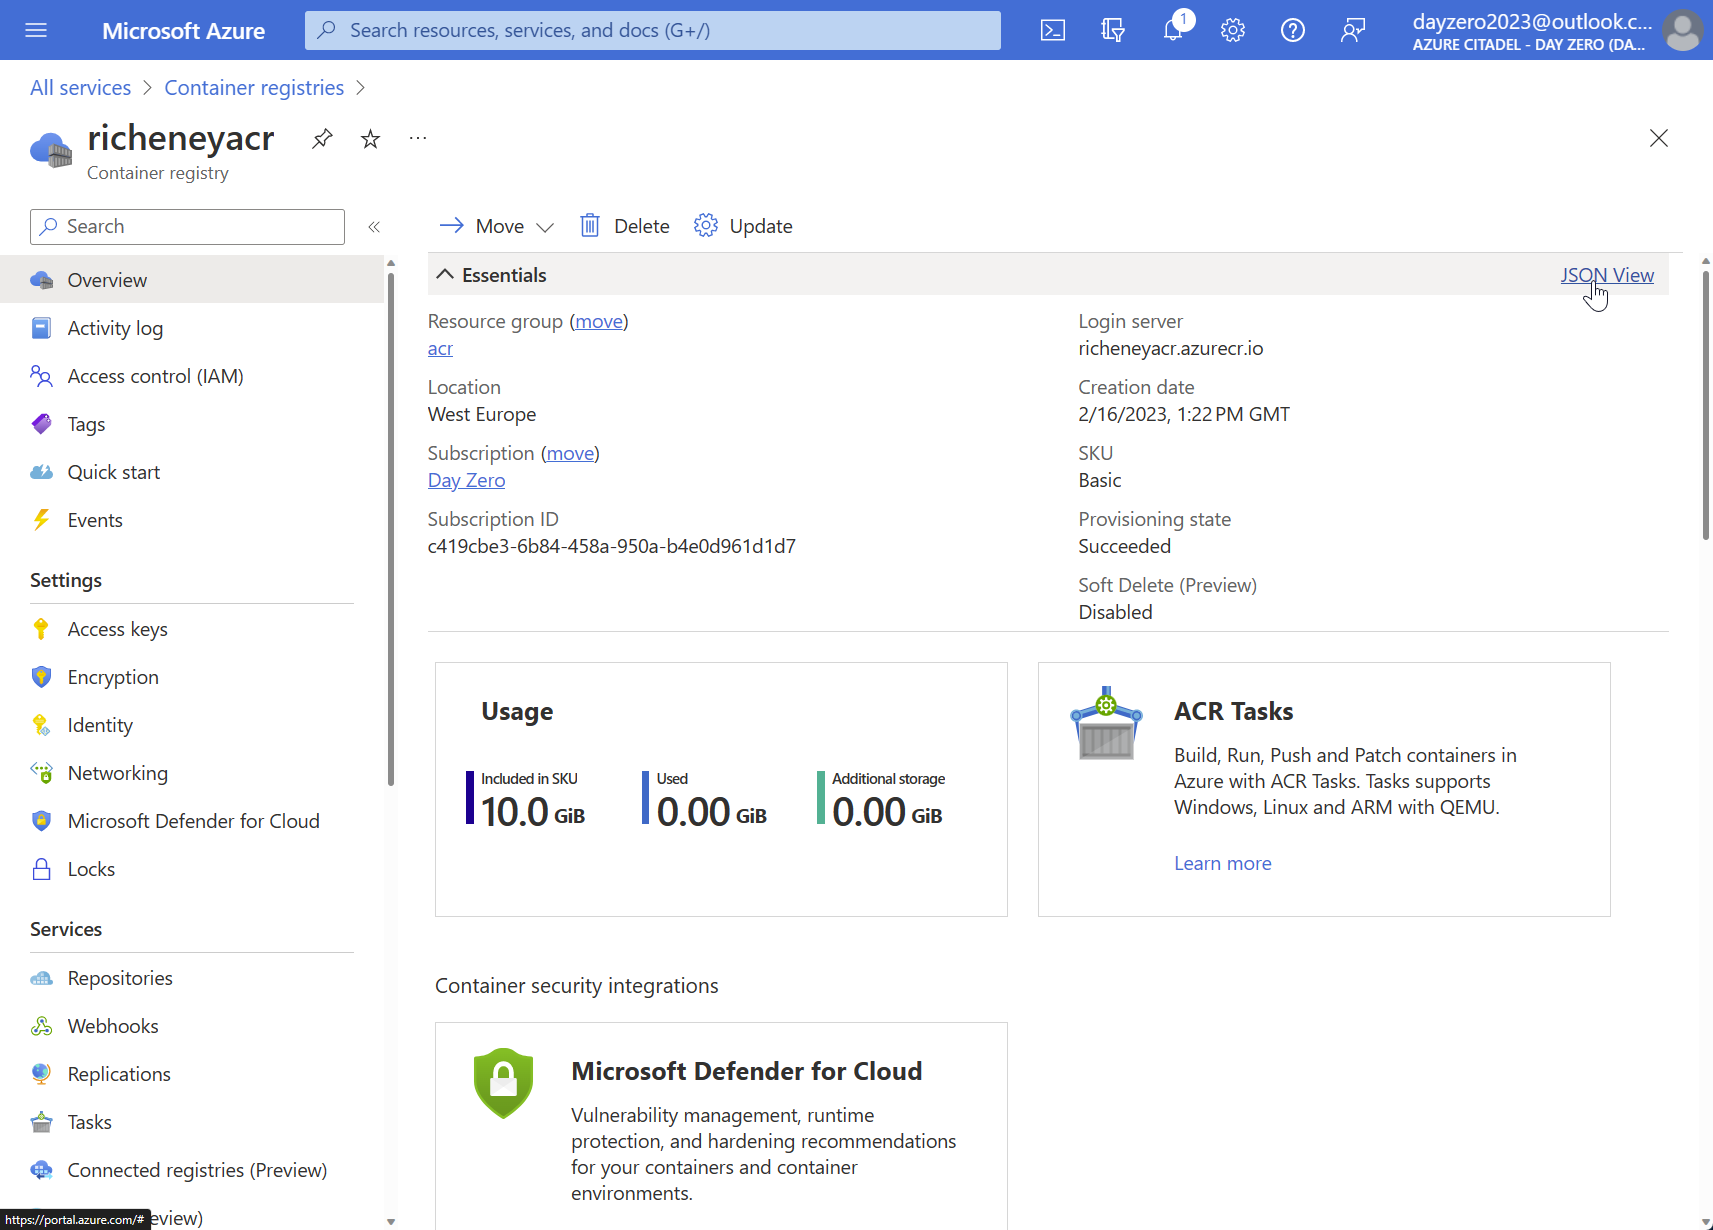 Microsoft Azure
Search resources, services, and docs (G+/)
1
dayzero2023@outlook.c...
AZURE CITADEL - DAY ZERO (DA...
All services > Container registries >
richeneyacr
...
Container registry
Search
«
Move
Delete
Update
Overview
Activity log
Access control (IAM)
Tags
Quick start
Events
Settings
Access keys
Encryption
Identity
Networking
Microsoft Defender for Cloud
Locks
Services
Repositories
Webhooks
Replications
Tasks
Connected registries (Preview)
eview)
https://portal.azure.com/#
Essentials
JSON View
Resource group (move)
acr
Location
West Europe
Subscription (move)
Day Zero
Subscription ID
c419cbe3-6b84-458a-950a-b4e0d961d1d7
Login server
richeneyacr.azurecr.io
Creation date
2/16/2023, 1:22 PM GMT
SKU
Basic
Provisioning state
Succeeded
Soft Delete (Preview)
Disabled
Usage
Included in SKU
10.0 GiB
Used
0.00 GiB
Additional storage
0.00 GiB
ACR Tasks
Build, Run, Push and Patch containers in
Azure with ACR Tasks. Tasks supports
Windows, Linux and ARM with QEMU.
Learn more
Container security integrations
Microsoft Defender for Cloud
Vulnerability management, runtime
protection, and hardening recommendations
for your containers and container
environments.